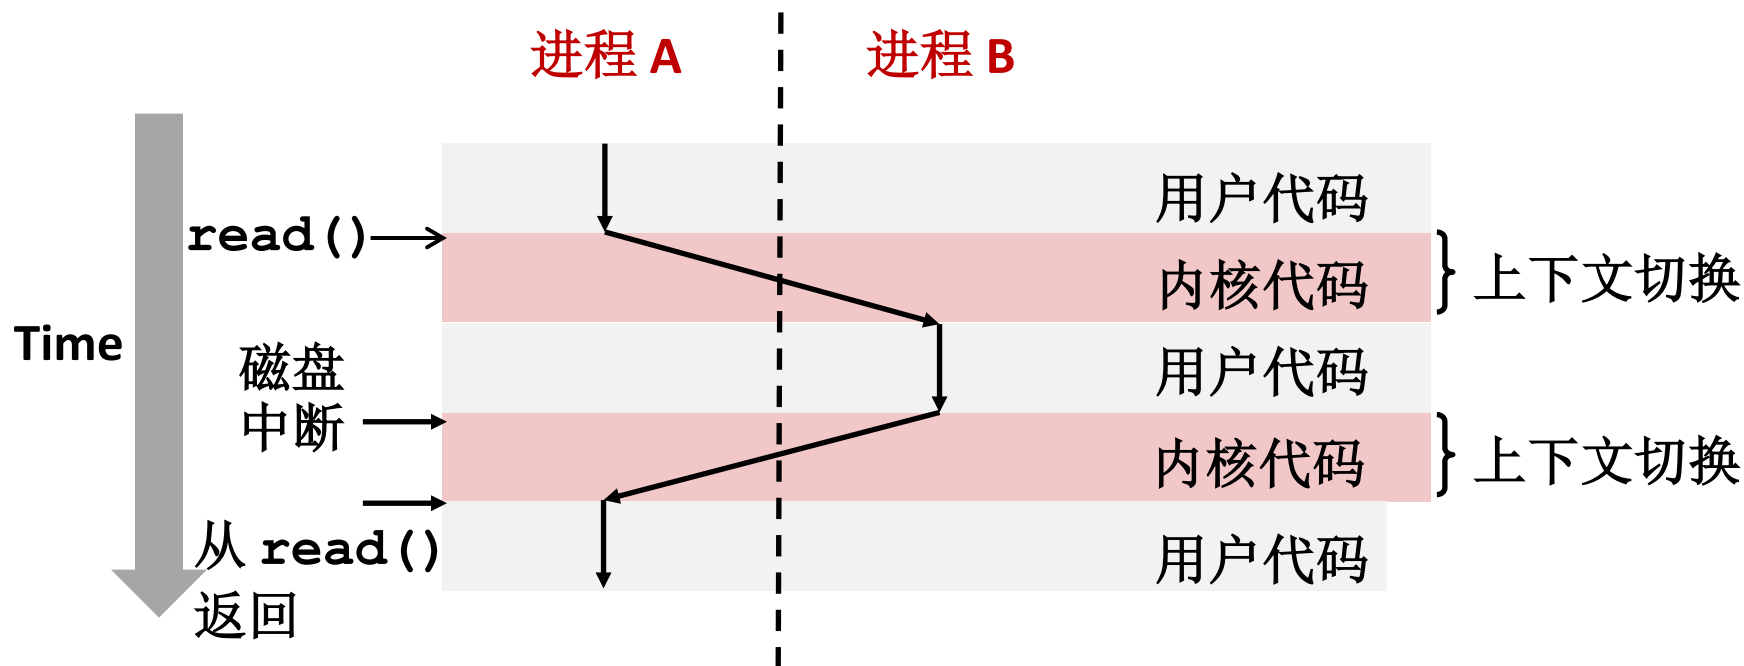 进程 A
进程 B
用户代码
read()
内核代码
上下文切换
Time
磁盘
中断
用户代码
内核代码
上下文切换
从 read()
返回
用户代码